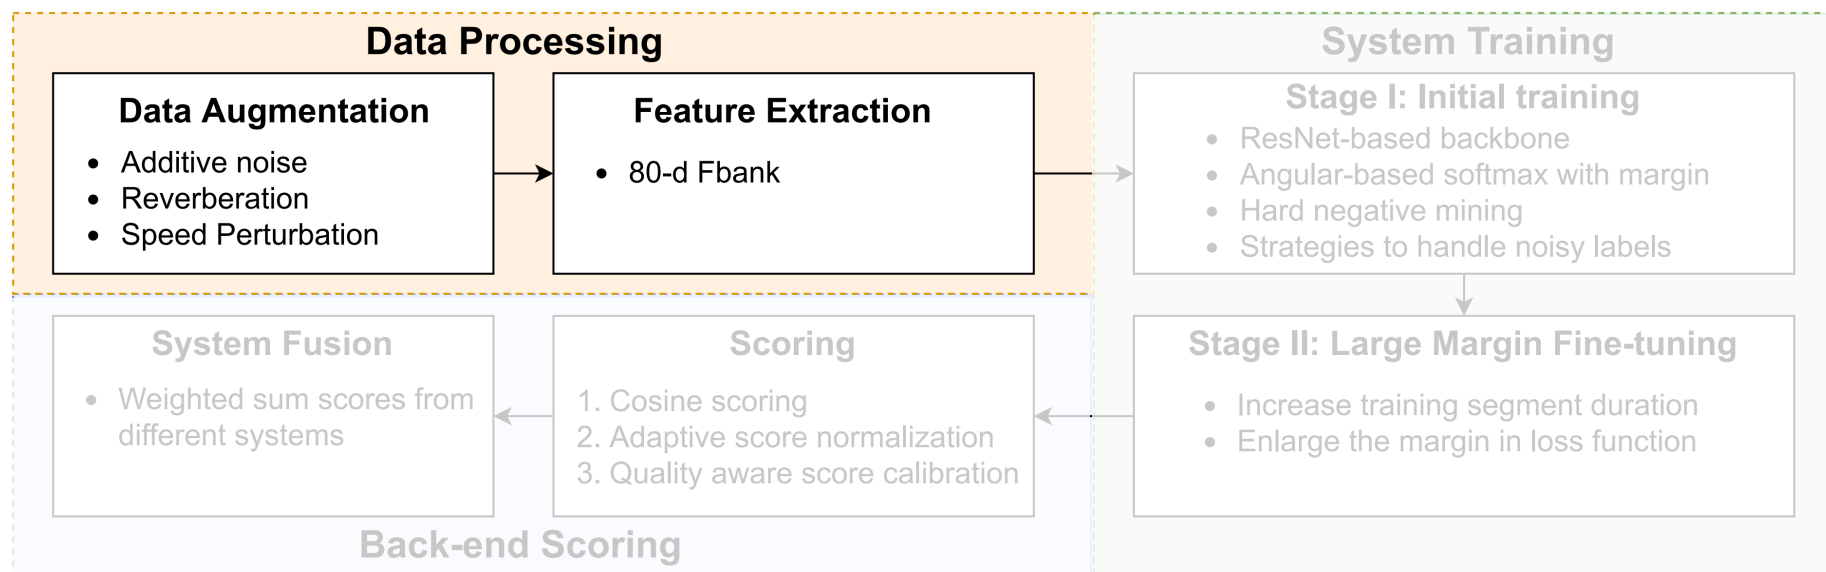 Data Processing
Data Augmentation
• Additive noise
• Reverberation
• Speed Perturbation
Feature Extraction
• 80-d Fbank
System Training
Stage I: Initial training
• ResNet-based backbone
• Angular-based softmax with margin
• Hard negative mining
• Strategies to handle noisy labels
Stage II: Large Margin Fine-tuning
• Increase training segment duration
• Enlarge the margin in loss function
Scoring
1. Cosine scoring
2. Adaptive score normalization
3. Quality aware score calibration
System Fusion
• Weighted sum scores from
different systems
Back-end Scoring